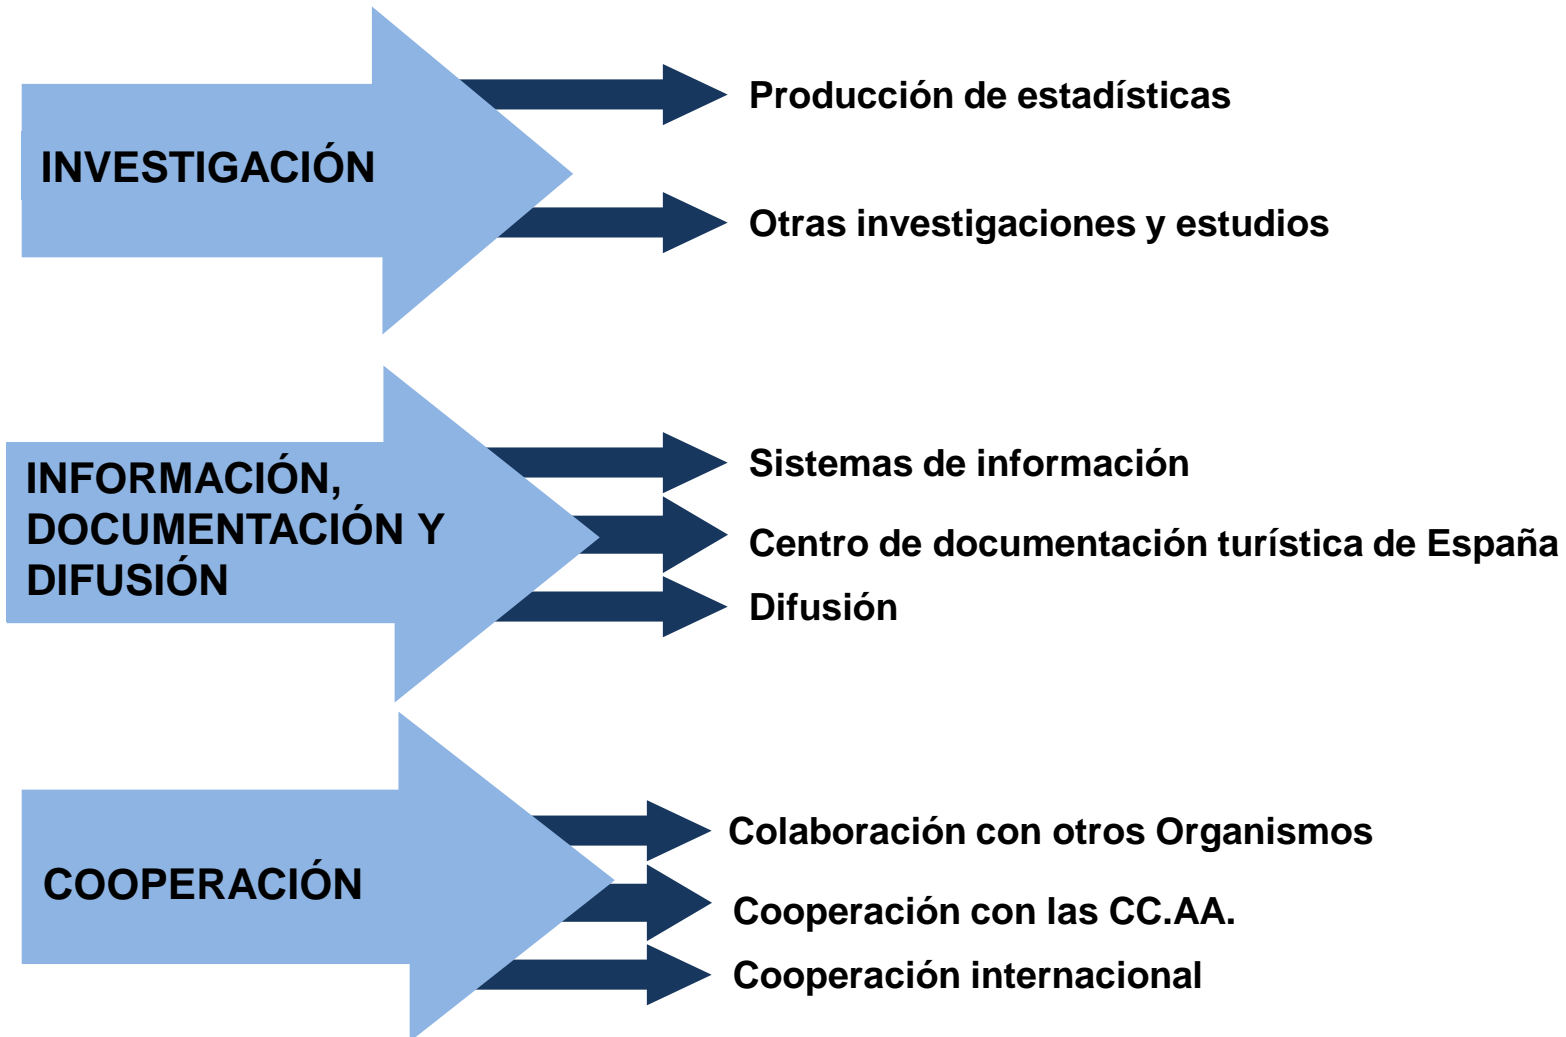 INVESTIGACIÓN
Producción de estadísticas
Otras investigaciones y estudios
INFORMACIÓN,
DOCUMENTACIÓN Y
DIFUSIÓN
Sistemas de información
Centro de documentación turística de España
Difusión
COOPERACIÓN
Colaboración con otros Organismos
Cooperación con las CC.AA.
Cooperación internacional